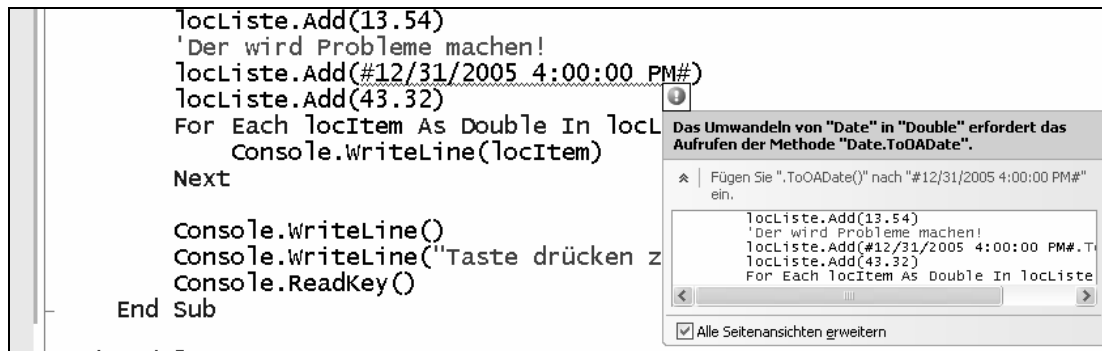 locListe.Add(13.54)
'Der wird Probleme machen!
locListe.Add(#12/31/2005 4:00:00 PM#)
locListe.Add(43.32)
For Each locItem As Double In locL
Console.WriteLine(locItem)
Next
Console.WriteLine()
Console.WriteLine("Taste drücken z
Console.ReadKey()
End Sub
Das Umwandeln von "Date" in "Double" erfordert das
Aufrufen der Methode "Date.ToOADate".
Fügen Sie ".ToOADate()" nach "#12/31/2005 4:00:00 PM#"
ein.
locListe.Add(13.54)
'Der wird Probleme machen!
locListe.Add(#12/31/2005 4:00:00 PM#.T
locListe.Add(43.32)
For Each locItem As Double In locListe
Alle Seitenansichten erweitern